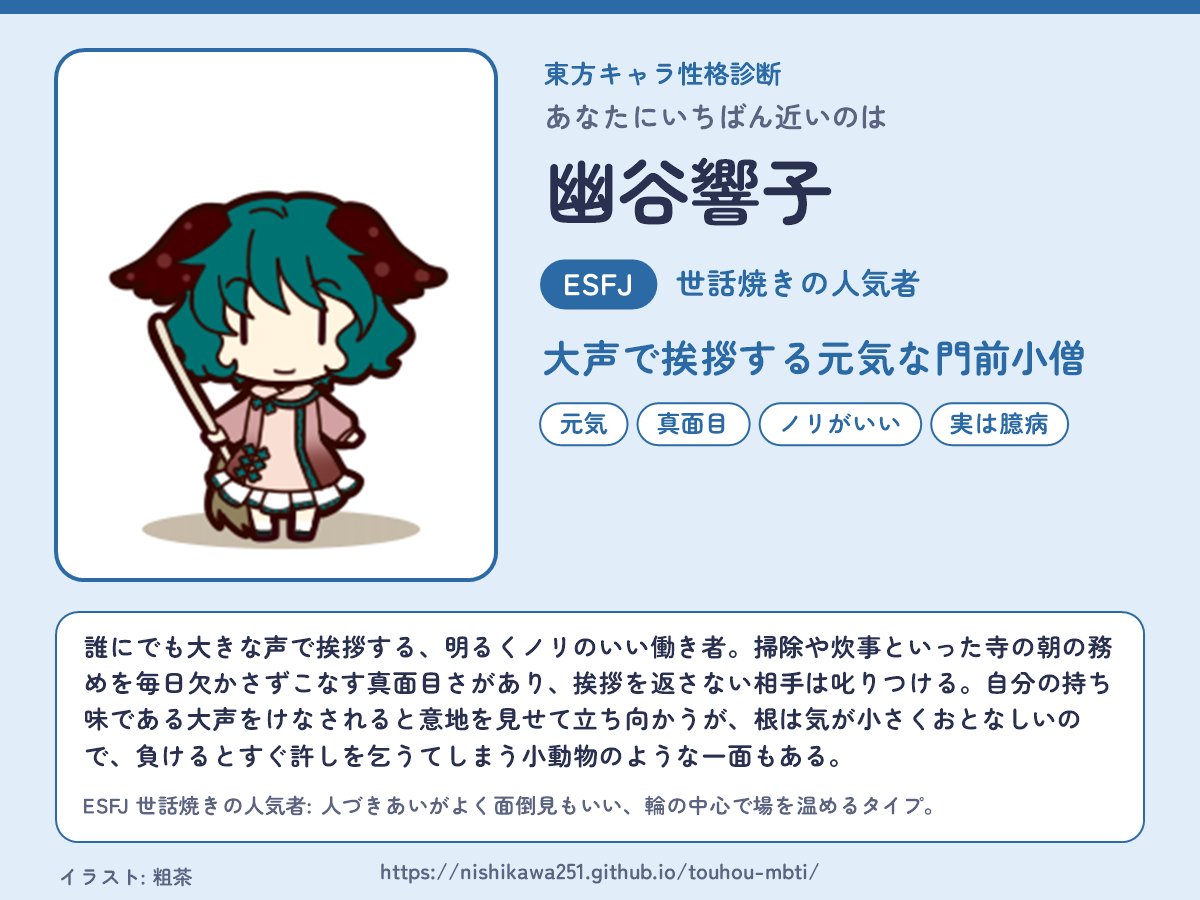 東方キャラ性格診断
あなたにいちばん近いのは
幽谷響子
ESFJ 世話焼きの人気者
大声で挨拶する元気な門前小僧
元気 真面目 ノリがいい 実は臆病
誰にでも大きな声で挨拶する、明るくノリのいい働き者。掃除や炊事といった寺の朝の務
めを毎日欠かさずこなす真面目さがあり、挨拶を返さない相手は叱りつける。自分の持ち
味である大声をけなされると意地を見せて立ち向かうが、根は気が小さくおとなしいの
で、負けるとすぐ許しを乞うてしまう小動物のような一面もある。
ESFJ 世話焼きの人気者: 人づきあいがよく面倒見もいい、輪の中心で場を温めるタイプ。
イラスト: 粗茶
https://nishikawa251.github.io/touhou-mbti/